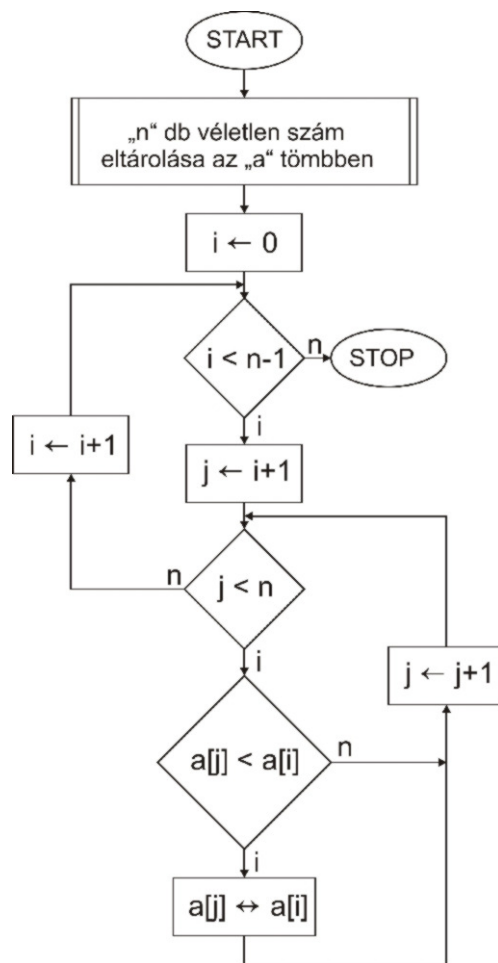 START
„n“ db véletlen szám
eltárolása az „a“ tömbben
i ← 0
i < n-1
n
STOP
i
i ← i+1
j ← i+1
n
j < n
i
j ← j+1
a[j] < a[i]
n
i
a[j] ↔ a[i]